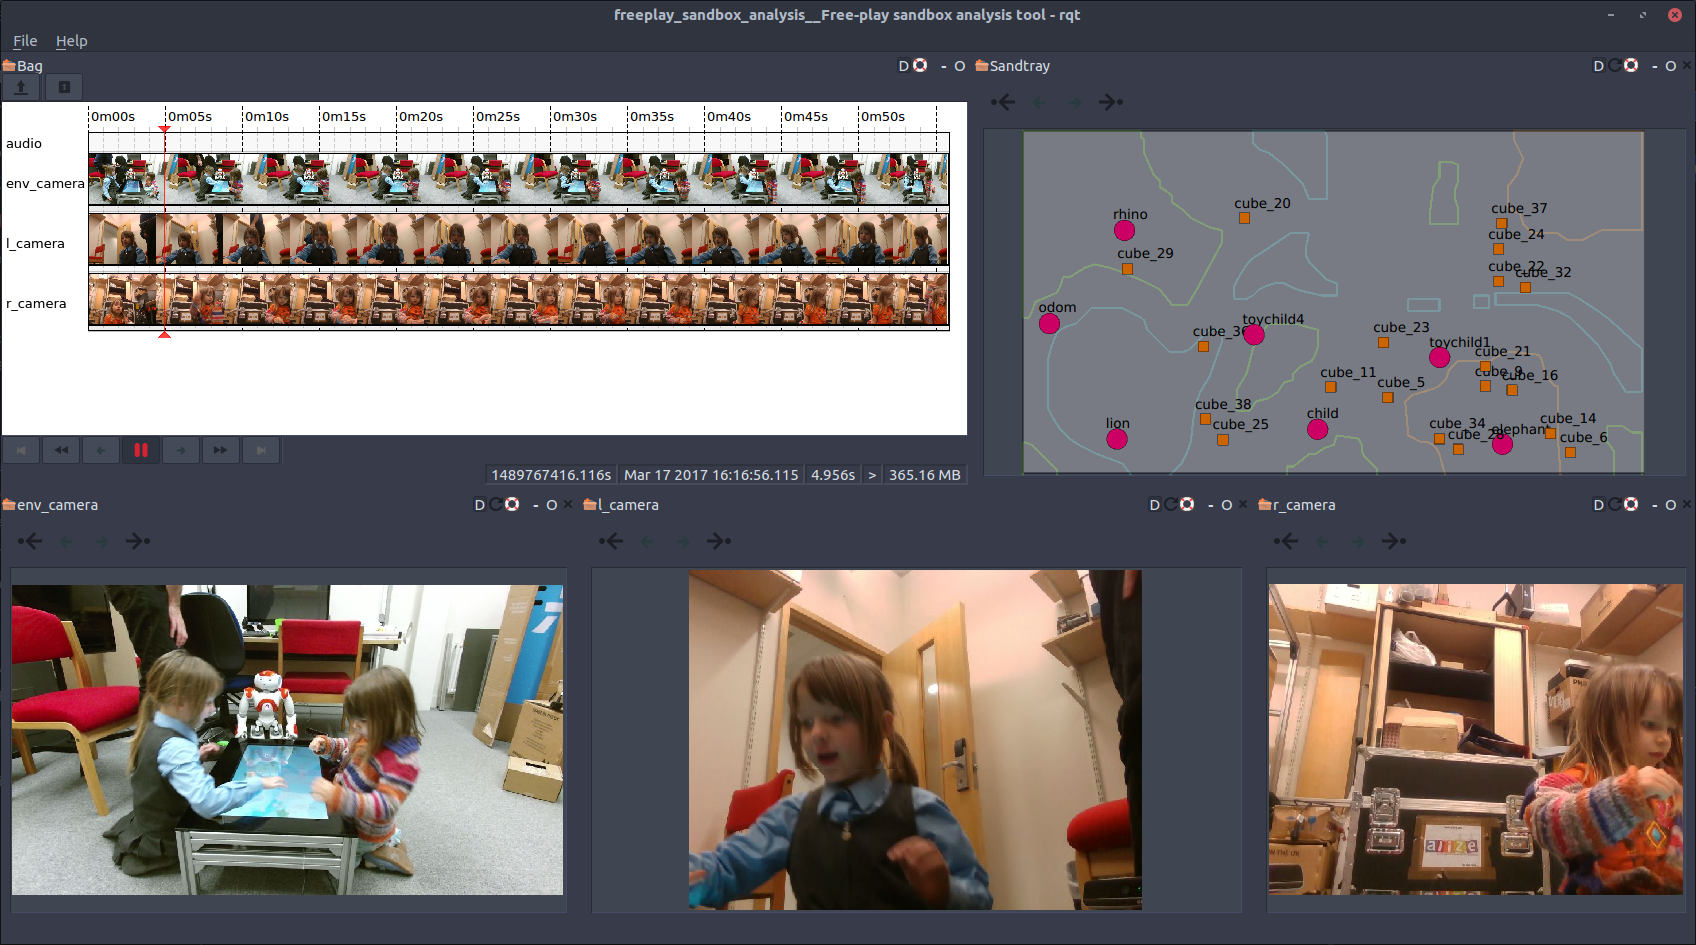 freeplay_sandbox_analysis__Free-play sandbox analysis tool - rqt
File Help
Bag
D - O
Sandtray
D - O ×
0m00s 0m05s 0m10s 0m15s 0m20s 0m25s 0m30s 0m35s 0m40s 0m45s 0m50s
audio
env_camera
l_camera
r_camera
rhino
cube_20
cube_37
cube_24
cube_29
cube_22
cube_32
odom
cube_36
toychild4
cube_23
toychild1
cube_21
cube_11
cube_9
cube_16
cube_5
cube_38
cube_25
child
lion
cube_34
cube_28
elephant
cube_14
cube_6
1489767416.116s Mar 17 2017 16:16:56.115 4.956s > 365.16 MB
env_camera
D - O ×
l_camera
D - O ×
r_camera
D - O ×
alize